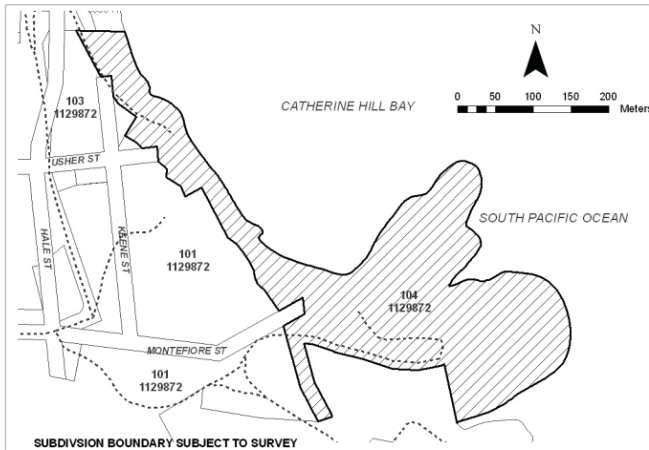 N
0 50 100 150 200
Meters
CATHERINE HILL BAY
103
1129872
USHER ST
SOUTH PACIFIC OCEAN
HALE ST
KEENE ST
101
1129872
104
1129872
MONTEFIORE ST
101
1129872
SUBDIVSION BOUNDARY SUBJECT TO SURVEY